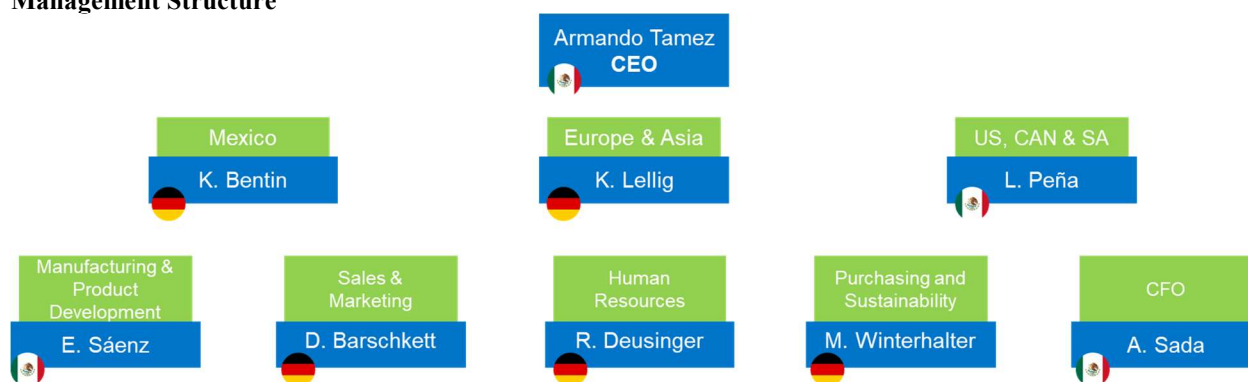 Management Structure
Armando Tamez
CEO
Mexico
K. Bentin
Europe & Asia
K. Lellig
US, CAN & SA
L. Peña
Manufacturing &
Product
Development
E. Sáenz
Sales &
Marketing
D. Barschkett
Human
Resources
R. Deusinger
Purchasing and
Sustainability
M. Winterhalter
CFO
A. Sada